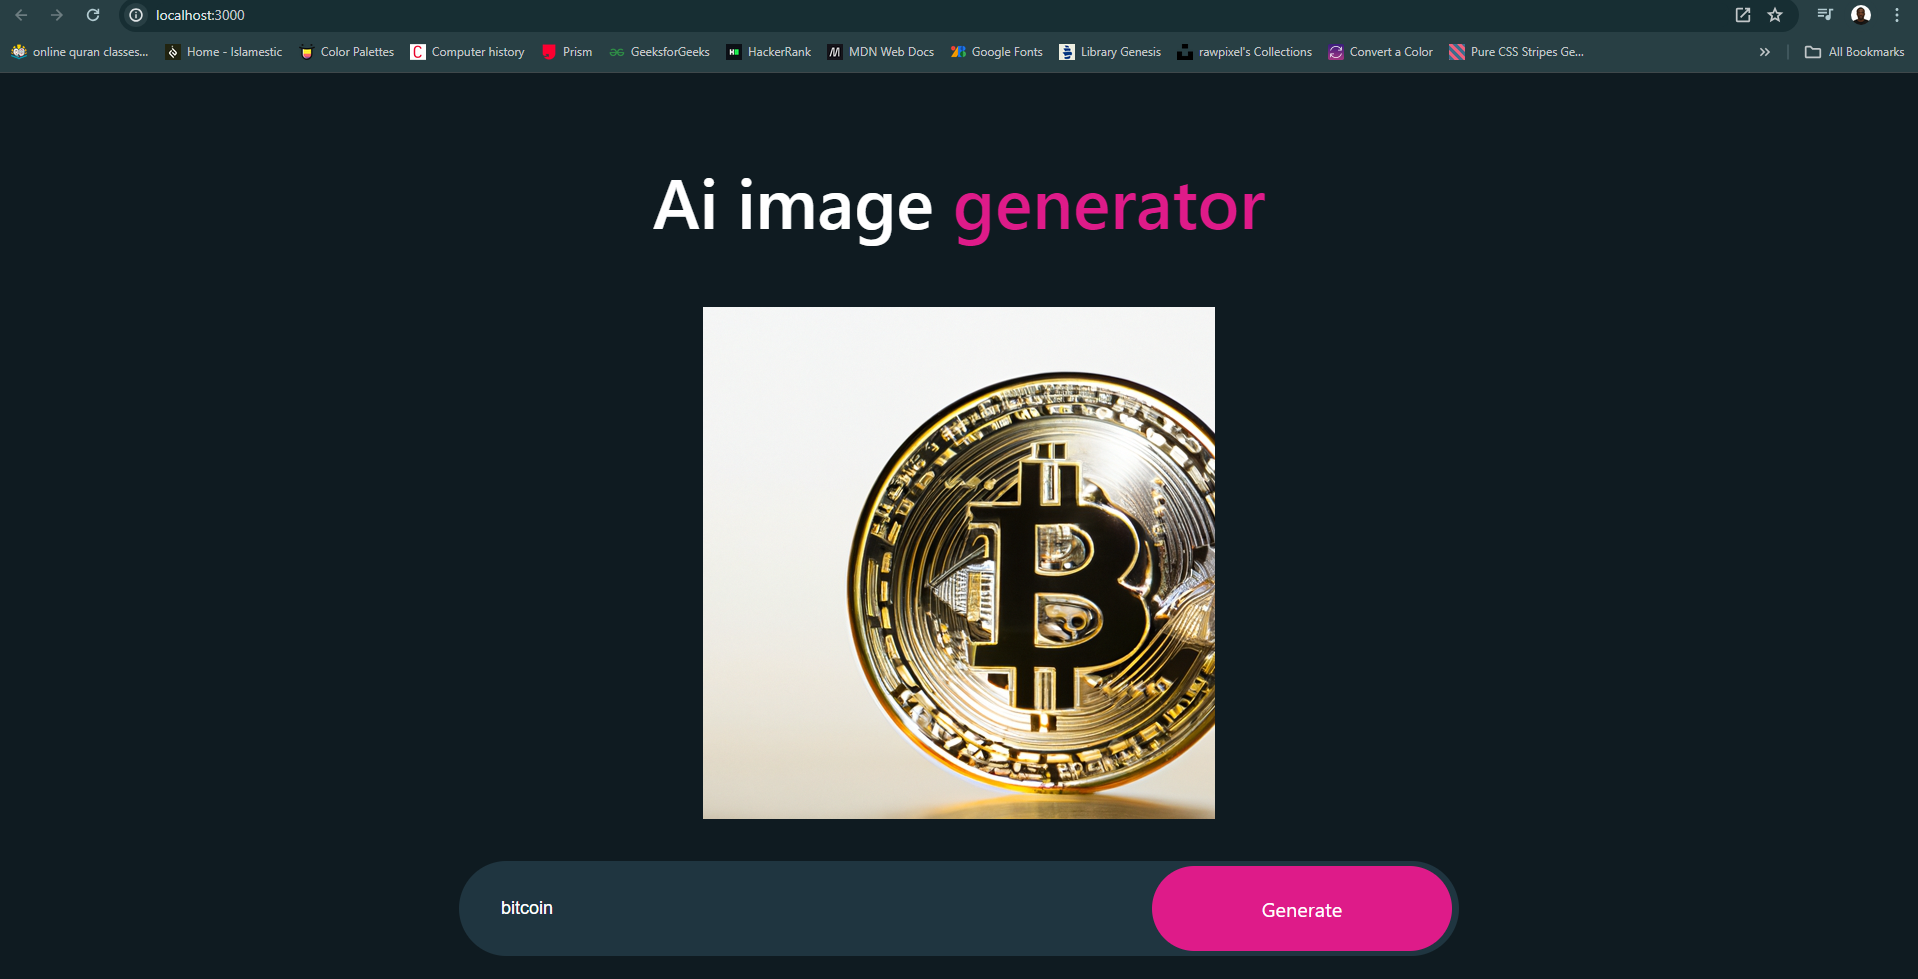 localhost:3000
online quran classes... Home - Islamestic Color Palettes Computer history Prism GeeksforGeeks HackerRank MDN Web Docs Google Fonts Library Genesis rawpixel's Collections Convert a Color Pure CSS Stripes Ge... All Bookmarks
Ai image generator
bitcoin Generate